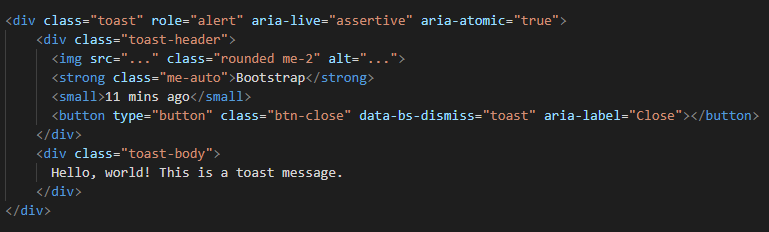 <div class="toast" role="alert" aria-live="assertive" aria-atomic="true">
    <div class="toast-header">
      <img src="..." class="rounded me-2" alt="...">
      <strong class="me-auto">Bootstrap</strong>
      <small>11 mins ago</small>
      <button type="button" class="btn-close" data-bs-dismiss="toast" aria-label="Close"></button>
    </div>
    <div class="toast-body">
      Hello, world! This is a toast message.
    </div>
</div>